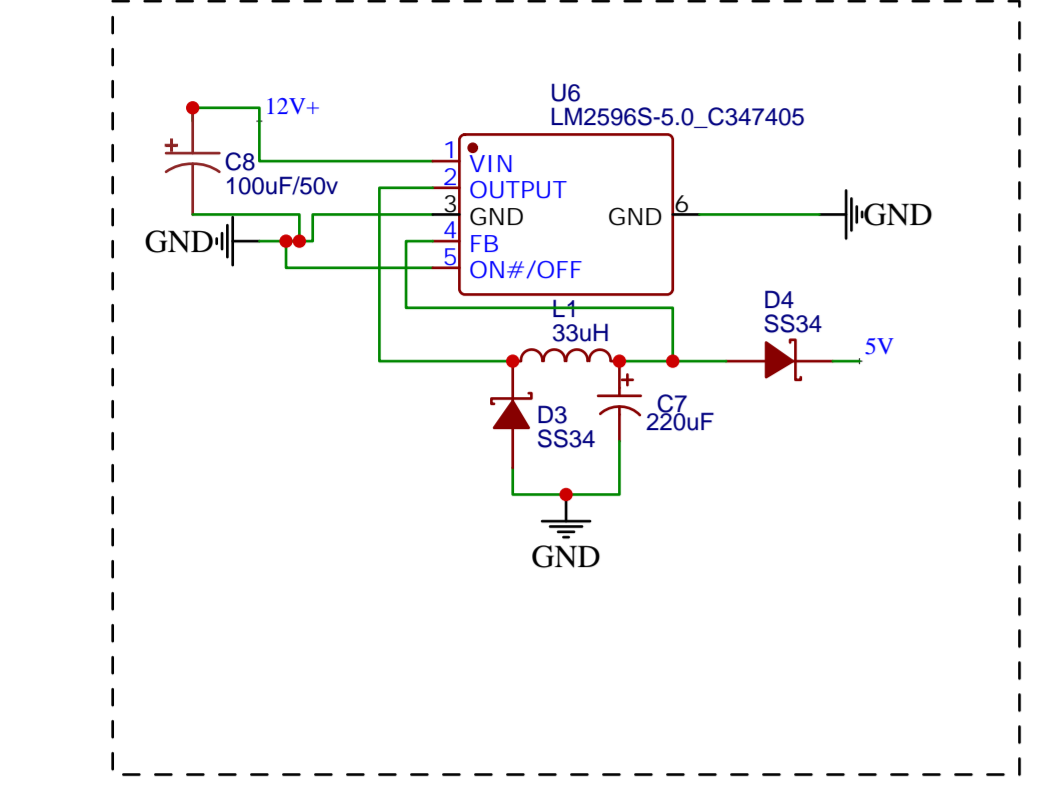 U6
LM2596S-5.0_C347405
12V+
C8
100uF/50v
1
VIN
2
OUTPUT
3
GND
GND
6
GND
GND
4
FB
5
ON#/OFF
L1
33uH
D4
SS34
5V
D3
SS34
C7
220uF
GND